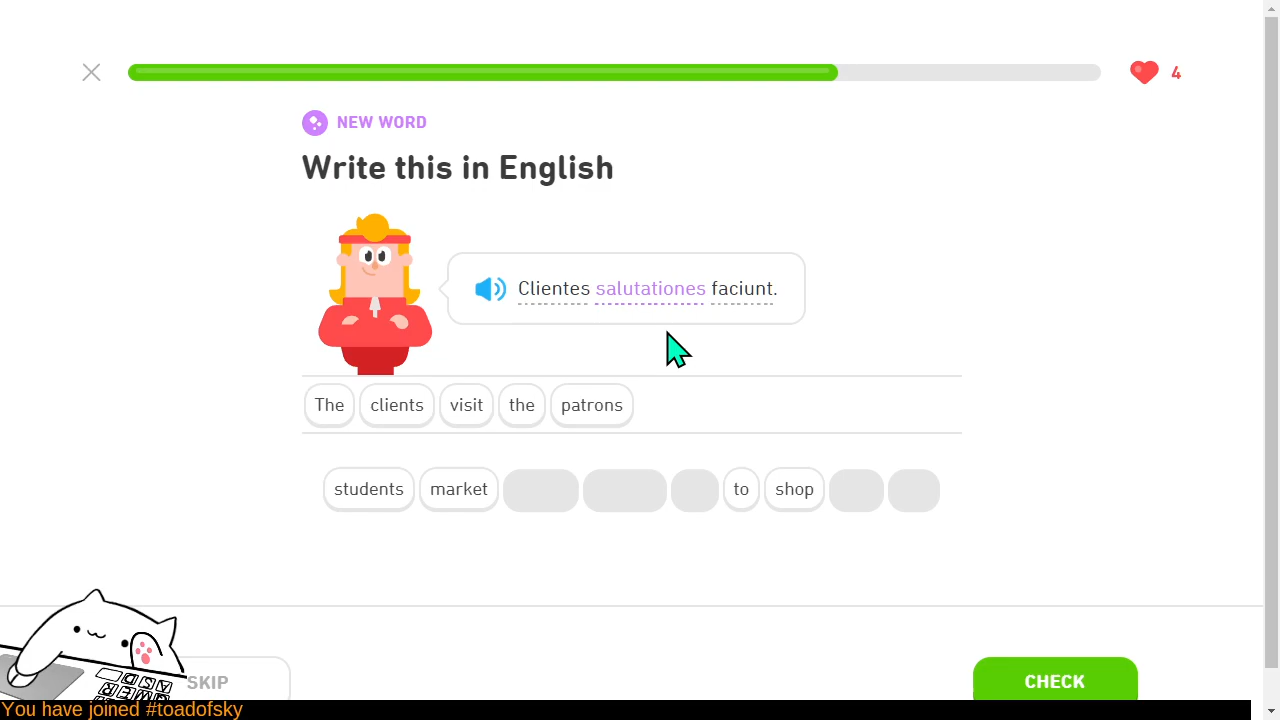 4
NEW WORD
Write this in English
Clientes salutationes faciunt.
The clients visit the patrons
students market to shop
SKIP
CHECK
You have joined #toadofsky